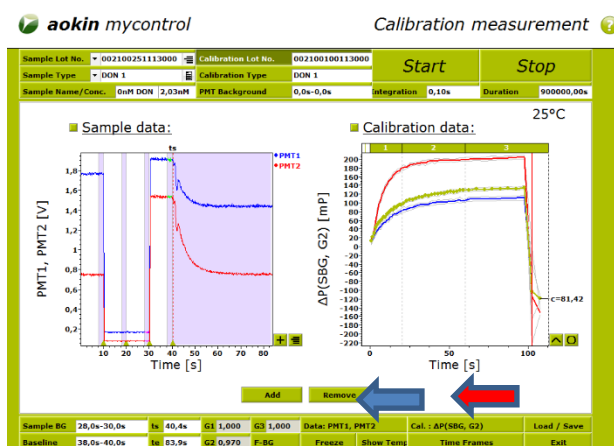 aokin mycontrol Calibration measurement ?
Sample Lot No. 002100251113000 Calibration Lot No. 002100100113000 Start Stop
Sample Type DON 1 Calibration Type DON 1
Sample Name/Conc. 0nM DON 2,03nM PMT Background 0,0s-0,0s Integration 0,10s Duration 900000,00s
25°C
Sample data: Calibration data:
ts PMT1 PMT2 1 2 3
PMT1, PMT2 [V]
1,8
1,6
1,4
1,2
1
0,8
0,6
0,4
0,2
10 20 30 40 50 60 70 80
Time [s]
ΔP(SBG, G2) [mP]
200
180
160
140
120
100
80
60
40
20
0
-20
-40
-60
-80
-100
-120
-140
-160
-180
-200
-220
c=81,42
0 50 100
Time [s]
Add Remove
Sample BG 28,0s-30,0s ts 40,4s G1 1,000 G3 1,000 Data: PMT1, PMT2 Cal. : ΔP(SBG, G2) Load / Save
Baseline 38,0s-40,0s te 83,9s G2 0,970 F-BG Freeze Show Temp Time Frames Exit